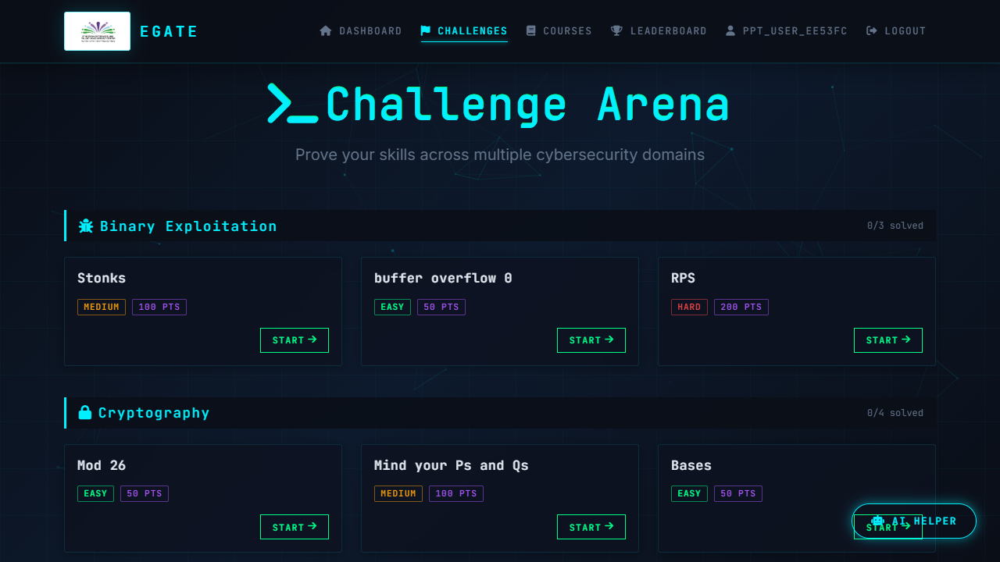 EGATE
DASHBOARD
CHALLENGES
COURSES
LEADERBOARD
PPT_USER_EE53FC
LOGOUT
Challenge Arena
Prove your skills across multiple cybersecurity domains
Binary Exploitation
0/3 solved
Stonks
MEDIUM 100 PTS
START
buffer overflow 0
EASY 50 PTS
START
RPS
HARD 200 PTS
START
Cryptography
0/4 solved
Mod 26
EASY 50 PTS
START
Mind your Ps and Qs
MEDIUM 100 PTS
START
Bases
EASY 50 PTS
START
AI HELPER